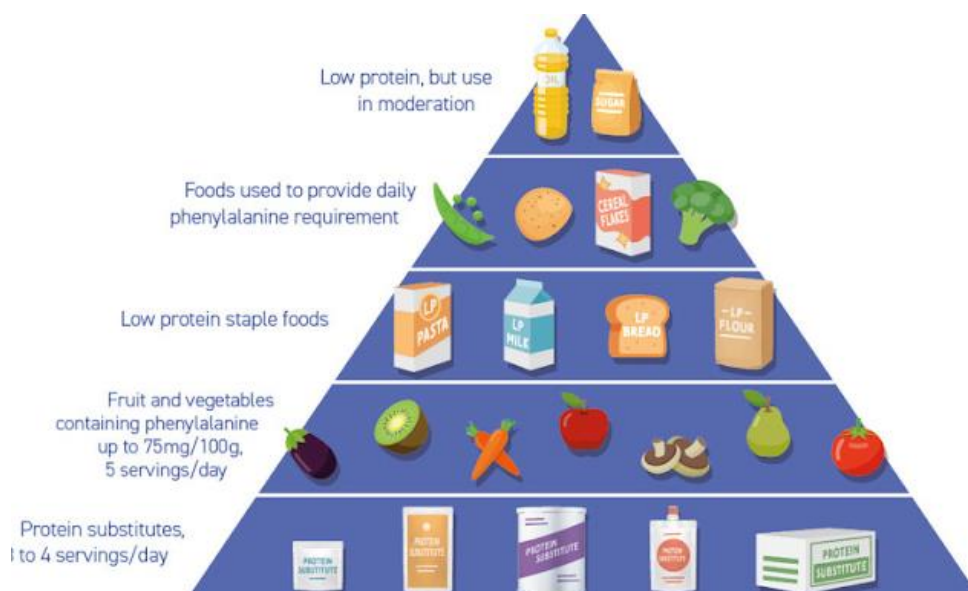 Low protein, but use
in moderation
OIL
SUGAR
Foods used to provide daily
phenylalanine requirement
CEREAL
FLAKES
Low protein staple foods
LP
PASTA
LP
MILK
LP
BREAD
LP
FLOUR
Fruit and vegetables
containing phenylalanine
up to 75mg/100g,
5 servings/day
Protein substitutes,
to 4 servings/day
PROTEIN
SUBSTITUTE
PROTEIN
SUBSTITUTE
PROTEIN
SUBSTITUTE
PROTEIN
SUBSTITUTE
PROTEIN
SUBSTITUTE